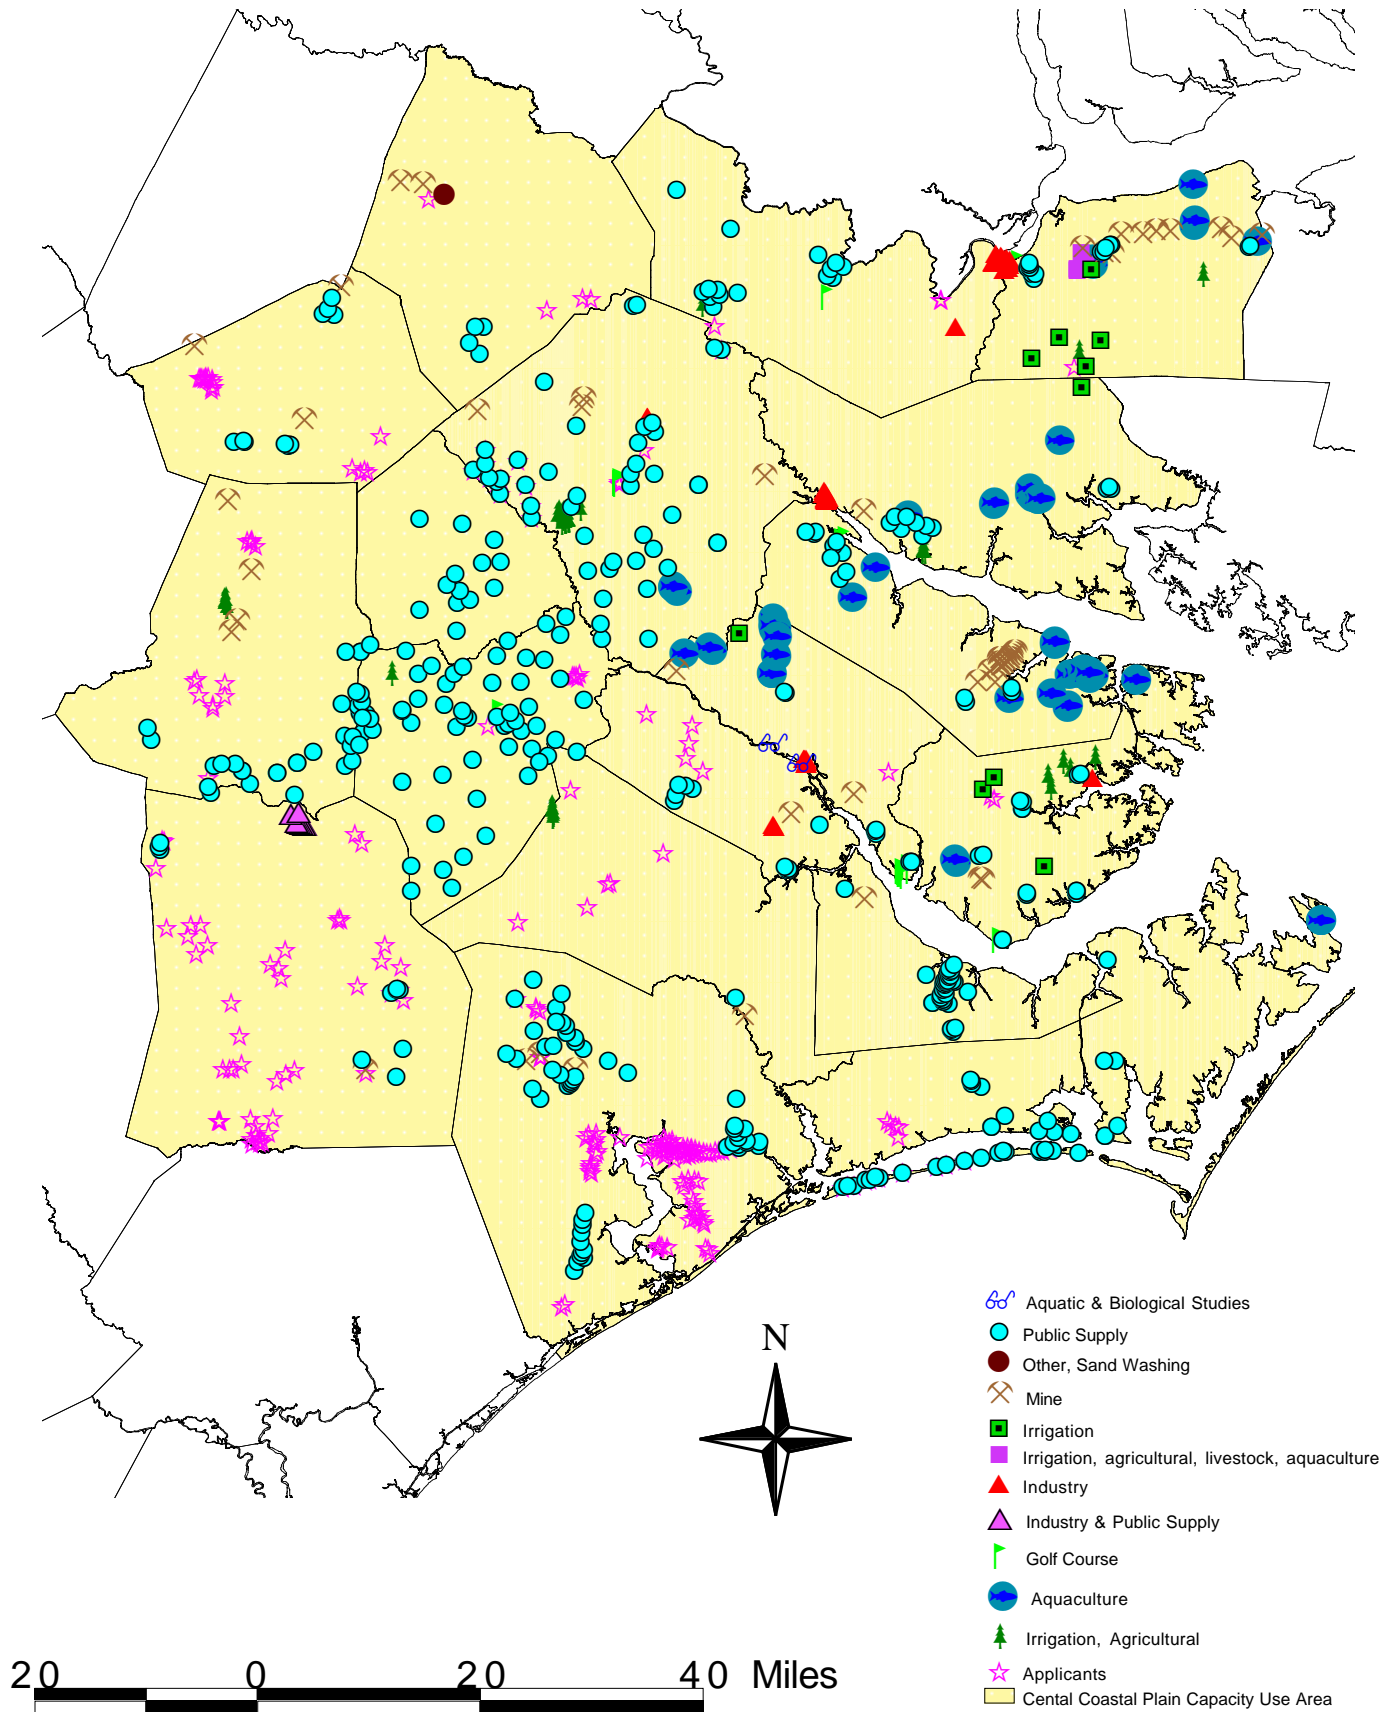 N
Aquatic & Biological Studies
Public Supply
Other, Sand Washing
Mine
Irrigation
Irrigation, agricultural, livestock, aquaculture
Industry
Industry & Public Supply
Golf Course
Aquaculture
Irrigation, Agricultural
Applicants
Cental Coastal Plain Capacity Use Area
20 0 20 40 Miles